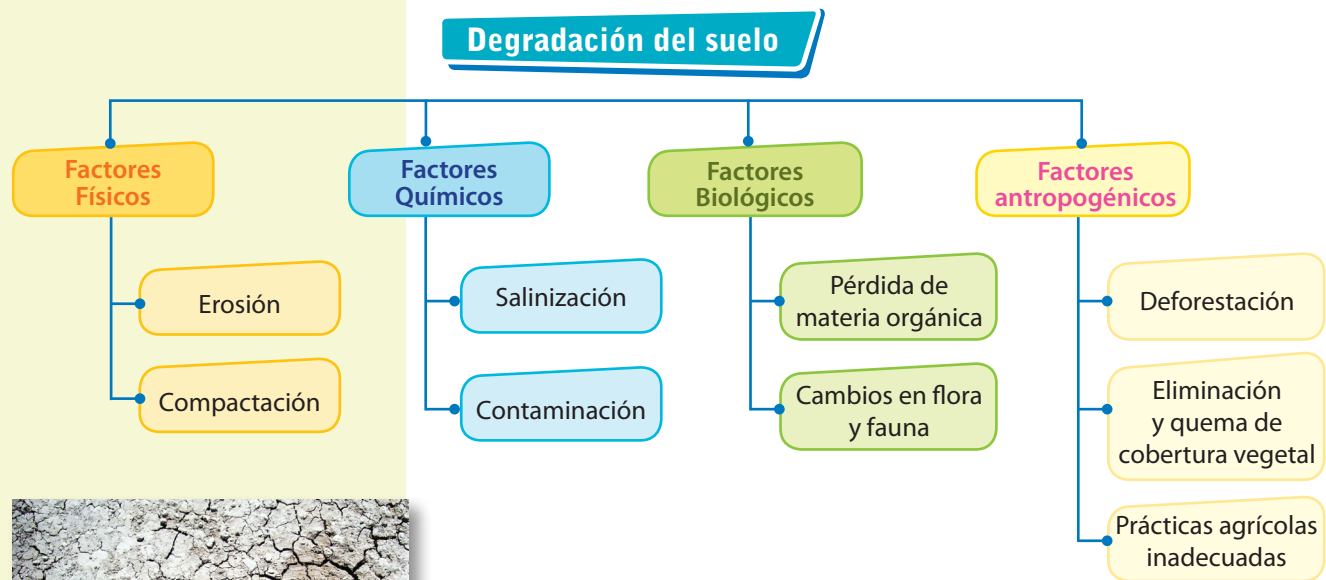 Degradación del suelo
Factores
Físicos
Factores
Químicos
Factores
Biológicos
Factores
antropogénicos
Erosión
Compactación
Salinización
Contaminación
Pérdida de
materia orgánica
Cambios en flora
y fauna
Deforestación
Eliminación
y quema de
cobertura vegetal
Prácticas agrícolas
inadecuadas